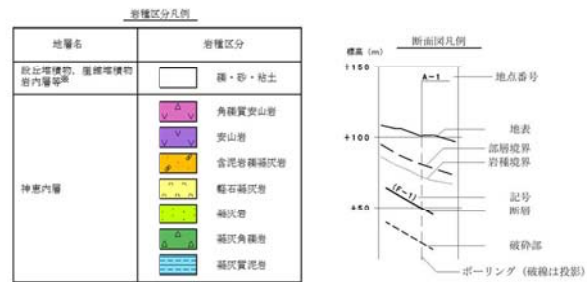 岩種区分凡例
地層名 岩種区分
段丘堆積物、崖錐堆積物
岩内層等※ 礫・砂・粘土
神恵内層
角礫質安山岩
安山岩
含泥岩礫凝灰岩
軽石凝灰岩
凝灰岩
凝灰角礫岩
凝灰質泥岩
断面図凡例
標高(m)
+150
A-1 地点番号
地表
+100
部層境界
岩種境界
(F-1) 記号
+50
断層
破砕部
ボーリング(破線は投影)